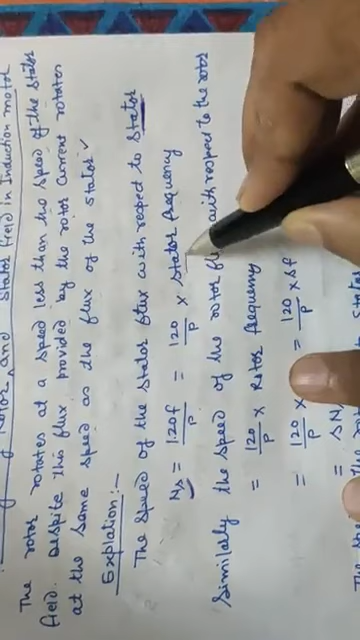 Rotor and Stator field in Induction motor
The rotor rotates at a speed less than the speed of the stator
field. Despite this flux provided by the rotor current rotates
at the same speed as the flux of the stator ✓
Explation:-
The speed of the stator flux with respect to stator
Ns = 120f/P = 120/P × stator frequency
Similarly the speed of the rotor with respect to the rotor
= 120/P × Rotor frequency
= 120/P × = 120/P × sf
= SN